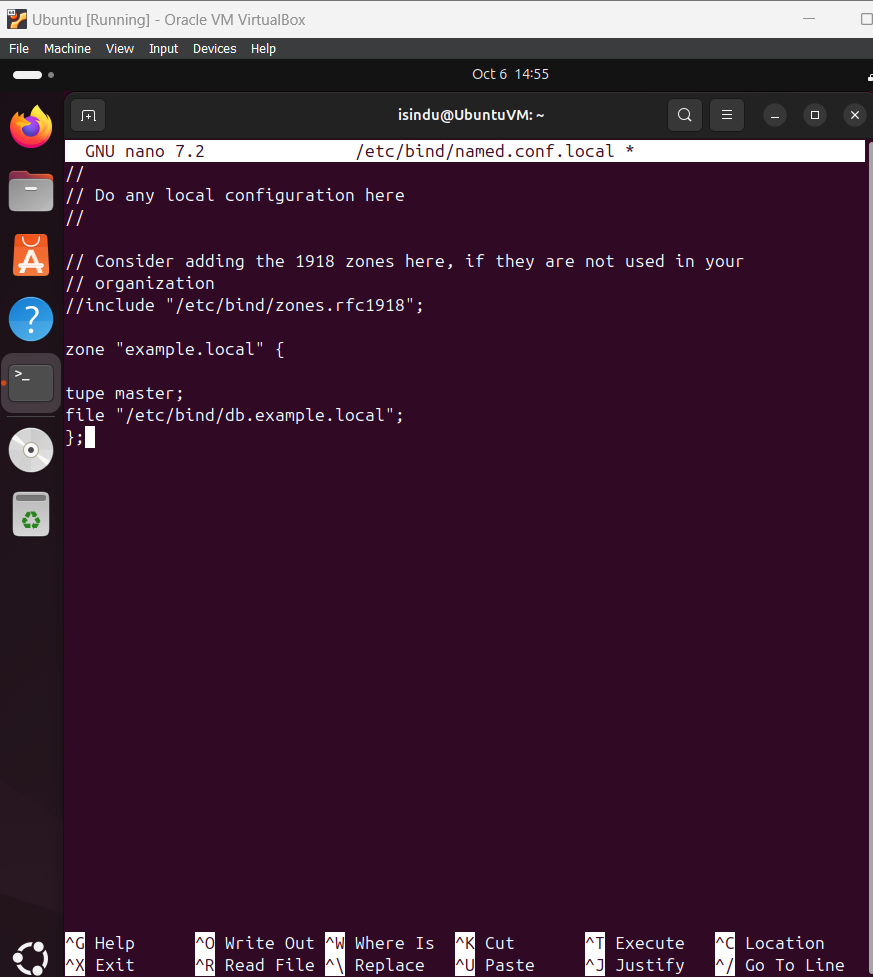 Ubuntu [Running] - Oracle VM VirtualBox
File Machine View Input Devices Help
Oct 6 14:55
isindu@UbuntuVM: ~
GNU nano 7.2 /etc/bind/named.conf.local *
//
// Do any local configuration here
//
// Consider adding the 1918 zones here, if they are not used in your
// organization
//include "/etc/bind/zones.rfc1918";
zone "example.local" {
tupe master;
file "/etc/bind/db.example.local";
};
^G Help ^O Write Out ^W Where Is ^K Cut ^T Execute ^C Location
^X Exit ^R Read File ^\ Replace ^U Paste ^J Justify ^/ Go To Line